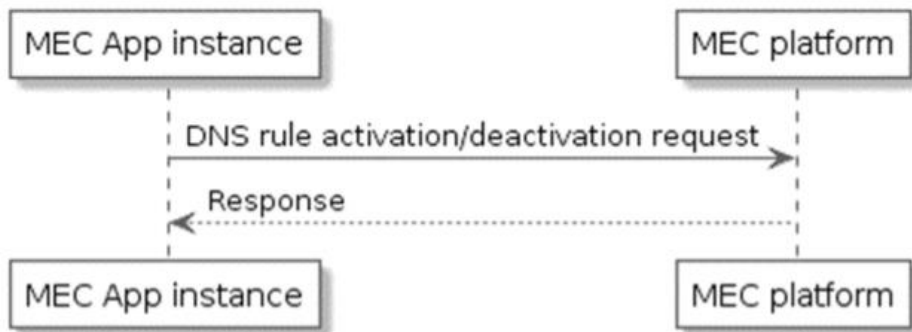 MEC App instance
MEC platform
DNS rule activation/deactivation request
Response
MEC App instance
MEC platform